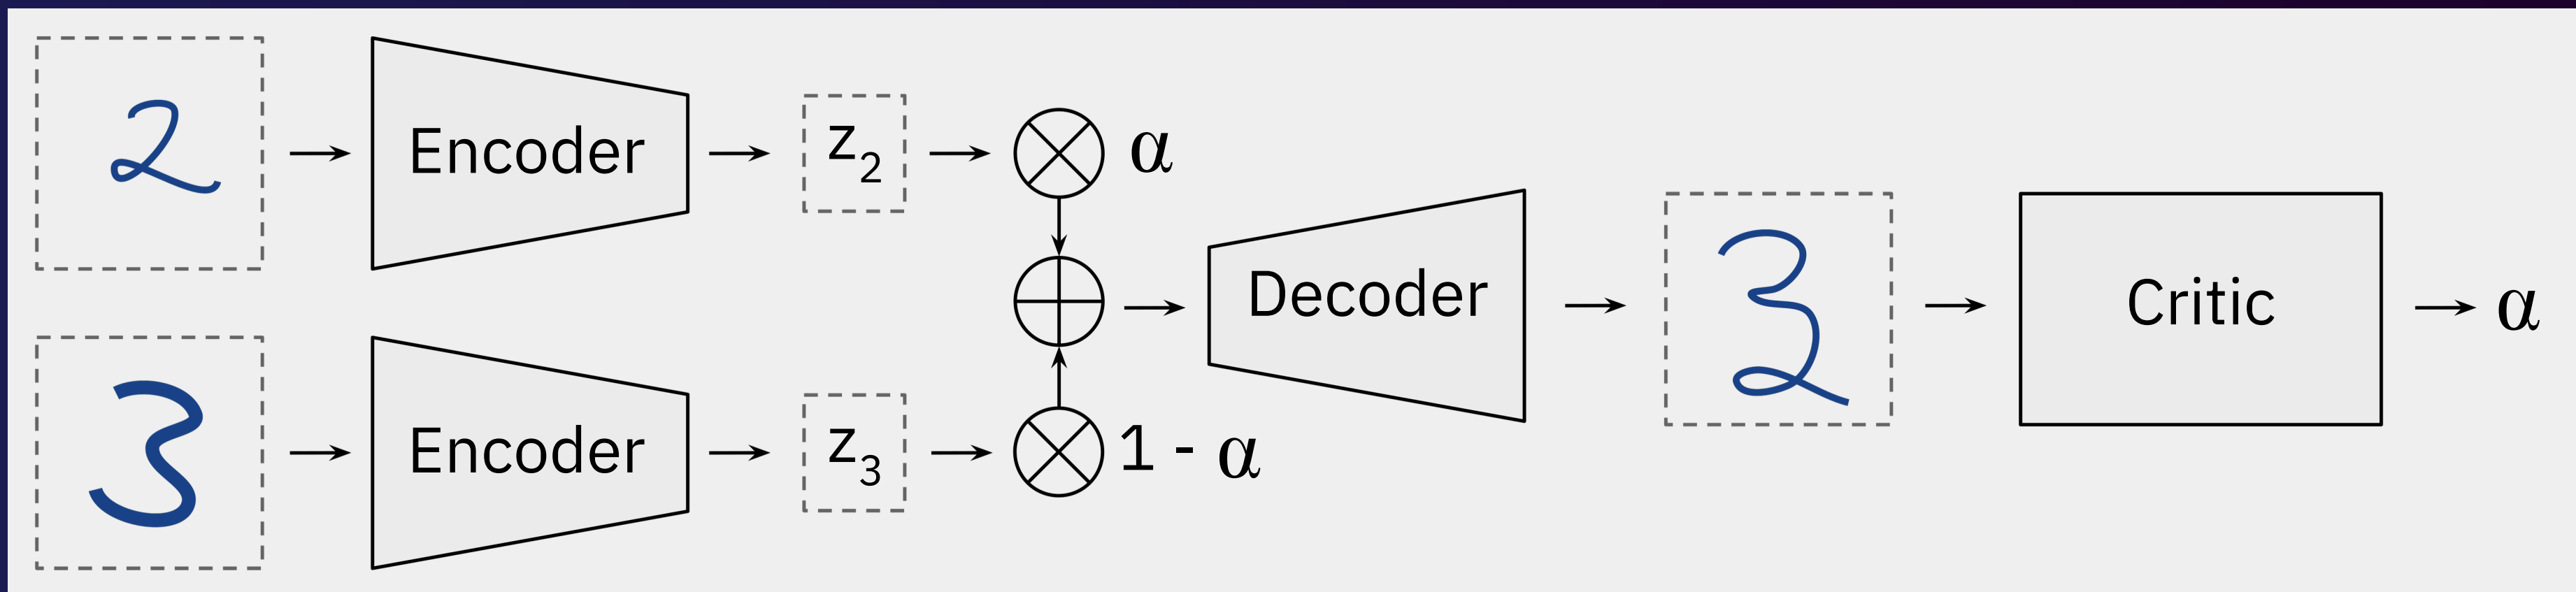 2
Encoder
z2
α
Decoder
Critic
α
3
Encoder
z3
1 - α